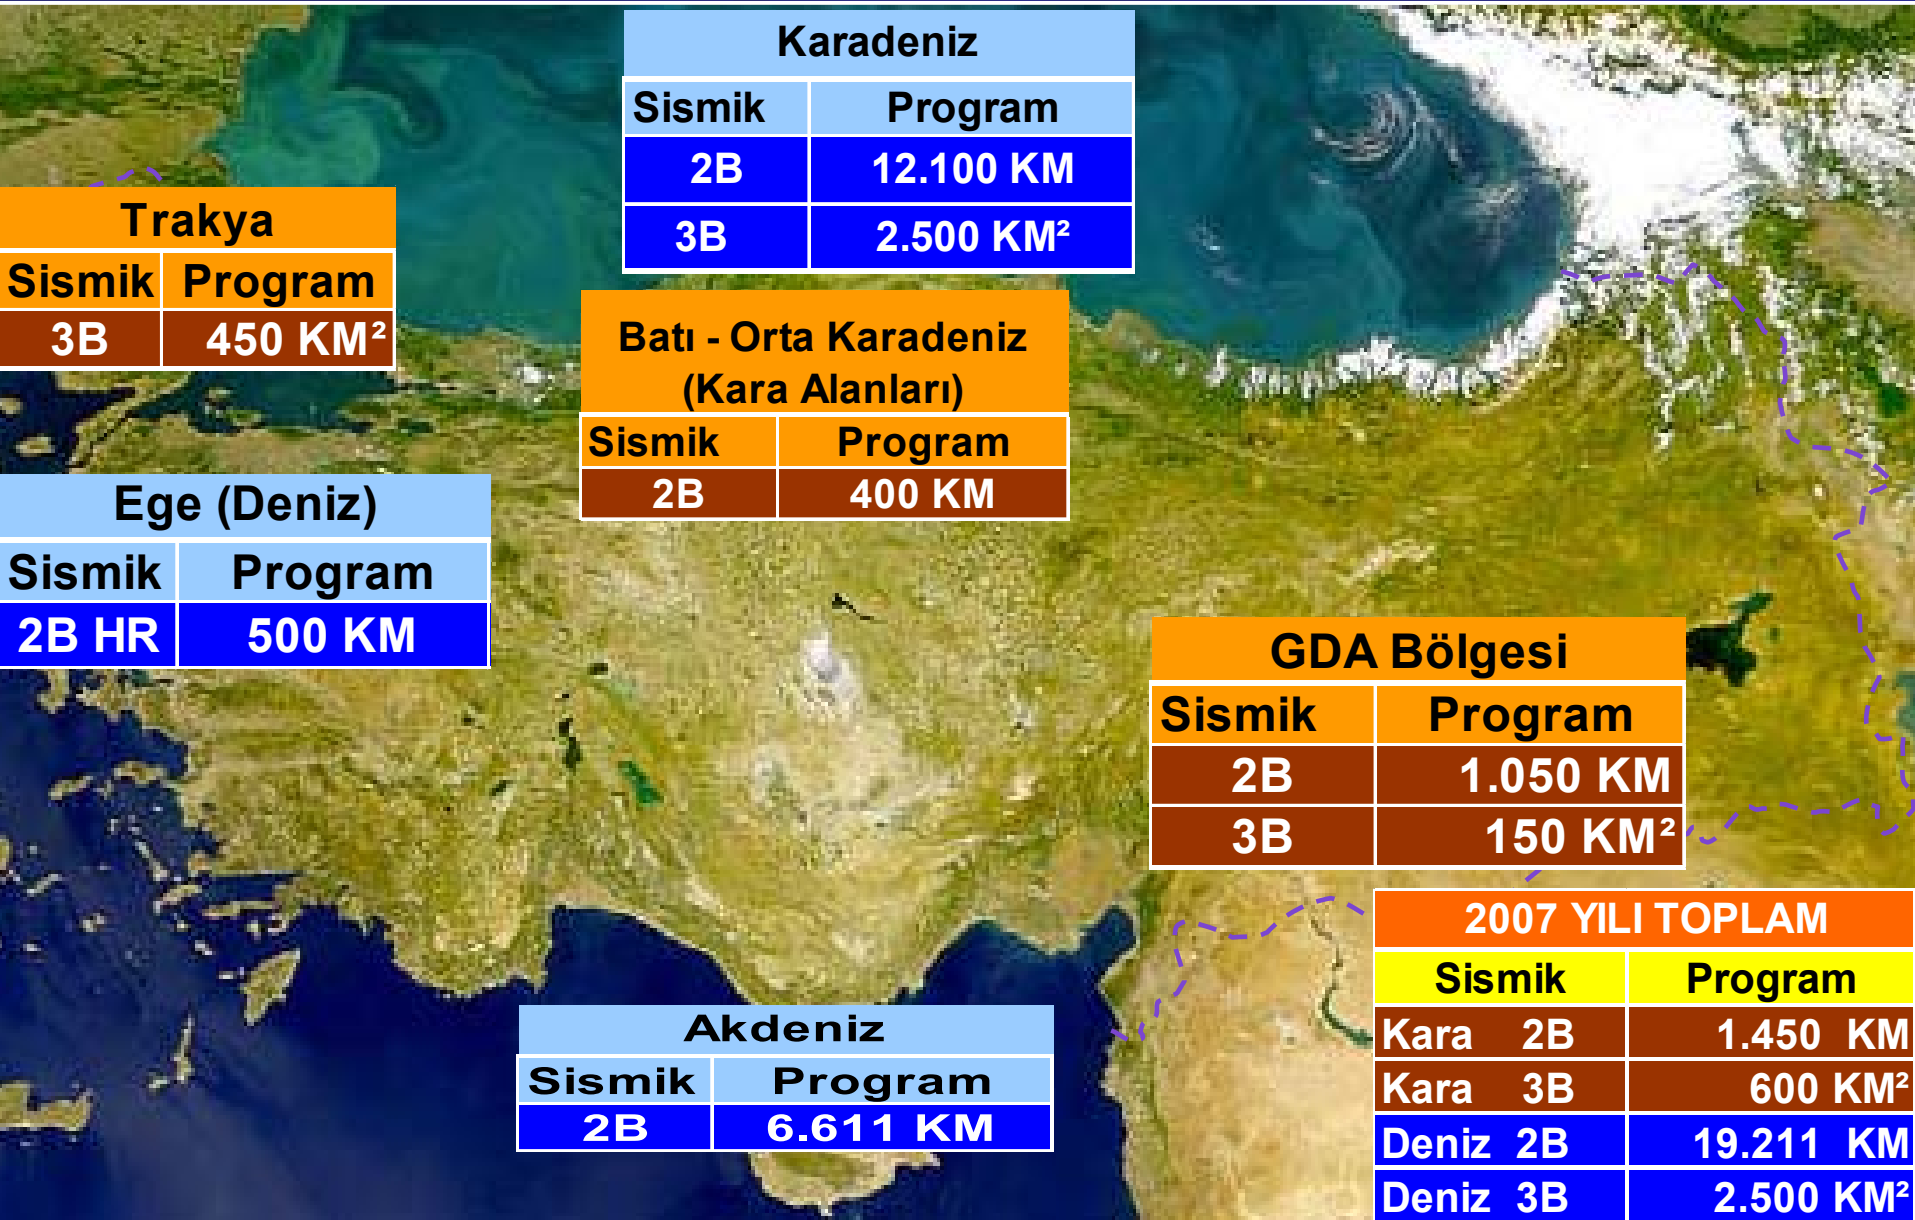 Karadeniz
Sismik Program
2B 12.100 KM
3B 2.500 KM²
Trakya
Sismik Program
3B 450 KM²
Batı - Orta Karadeniz
(Kara Alanları)
Sismik Program
2B 400 KM
Ege (Deniz)
Sismik Program
2B HR 500 KM
GDA Bölgesi
Sismik Program
2B 1.050 KM
3B 150 KM²
Akdeniz
Sismik Program
2B 6.611 KM
2007 YILI TOPLAM
Sismik Program
Kara 2B 1.450 KM
Kara 3B 600 KM²
Deniz 2B 19.211 KM
Deniz 3B 2.500 KM²